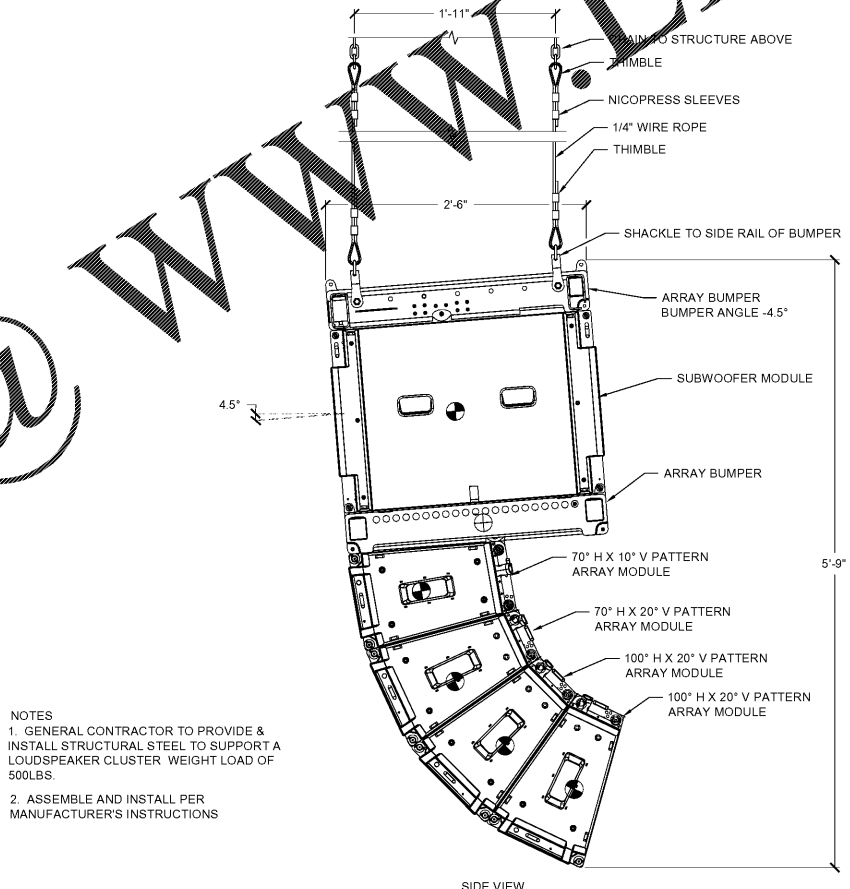 1'-11"
CHAIN TO STRUCTURE ABOVE
THIMBLE
NICOPRESS SLEEVES
1/4" WIRE ROPE
THIMBLE
2'-6"
SHACKLE TO SIDE RAIL OF BUMPER
ARRAY BUMPER
BUMPER ANGLE -4.5°
SUBWOOFER MODULE
4.5°
ARRAY BUMPER
5'-9"
70° H X 10° V PATTERN
ARRAY MODULE
70° H X 20° V PATTERN
ARRAY MODULE
100° H X 20° V PATTERN
ARRAY MODULE
100° H X 20° V PATTERN
ARRAY MODULE
NOTES
1. GENERAL CONTRACTOR TO PROVIDE &
INSTALL STRUCTURAL STEEL TO SUPPORT A
LOUDSPEAKER CLUSTER WEIGHT LOAD OF
500LBS.
2. ASSEMBLE AND INSTALL PER
MANUFACTURER'S INSTRUCTIONS
SIDE VIEW
@ WWW.